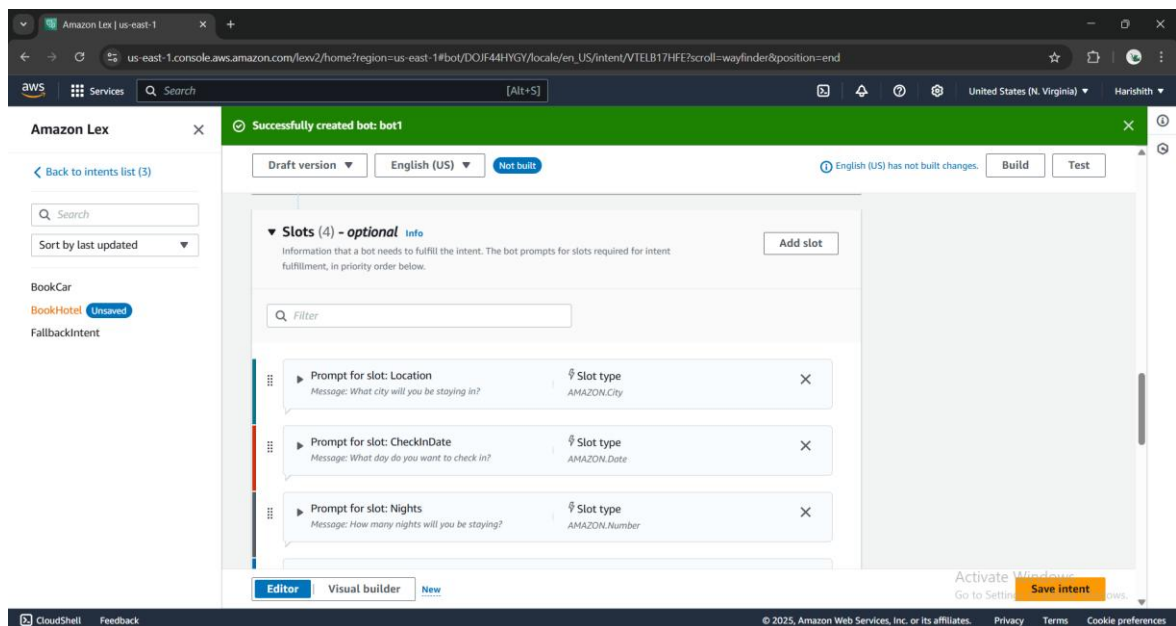 Amazon Lex | us-east-1
us-east-1.console.aws.amazon.com/lexv2/home?region=us-east-1#bot/DOJF44HYGY/locale/en_US/intent/VTELB17HFE?scroll=wayfinder&position=end
aws Services Search [Alt+S] United States (N. Virginia) Harishith
Amazon Lex
Successfully created bot: bot1
Back to intents list (3)
Draft version English (US) Not built English (US) has not built changes. Build Test
Search
Sort by last updated
BookCar
BookHotel Unsaved
FallbackIntent
Slots (4) - optional Info
Information that a bot needs to fulfill the intent. The bot prompts for slots required for intent
fulfillment, in priority order below.
Add slot
Filter
Prompt for slot: Location Slot type
Message: What city will you be staying in? AMAZON.City
Prompt for slot: CheckInDate Slot type
Message: What day do you want to check in? AMAZON.Date
Prompt for slot: Nights Slot type
Message: How many nights will you be staying? AMAZON.Number
Editor Visual builder New
Activate Windows
Go to Settin
Save intent
ows.
CloudShell Feedback © 2025, Amazon Web Services, Inc. or its affiliates. Privacy Terms Cookie preferences